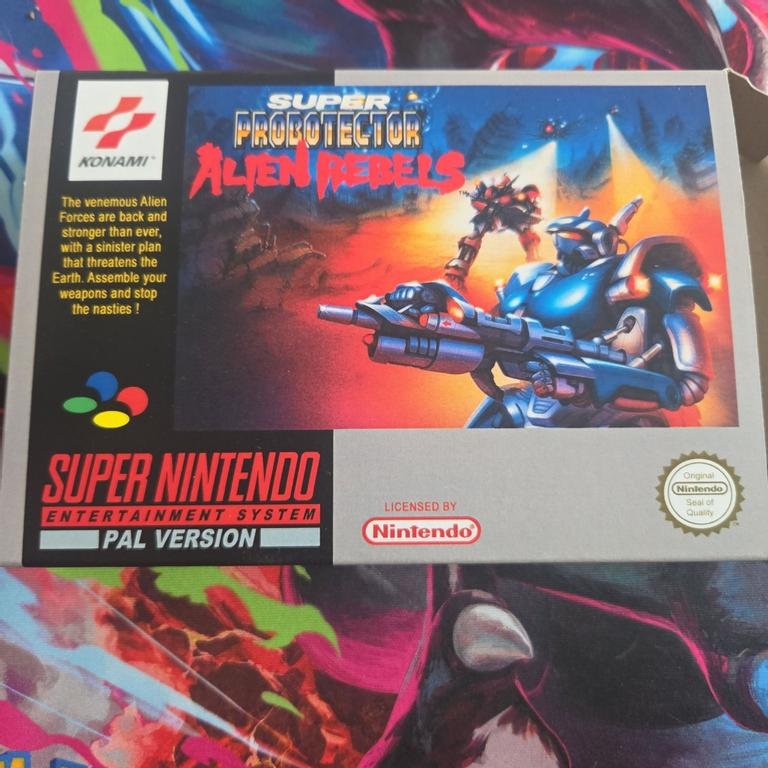 KONAMI™
SUPER
PROBOTECTOR
ALIEN REBELS™
The venemous Alien
Forces are back and
stronger than ever,
with a sinister plan
that threatens the
Earth. Assemble your
weapons and stop
the nasties !
SUPER NINTENDO
ENTERTAINMENT SYSTEM
PAL VERSION
LICENSED BY
Nintendo®
Original
Nintendo
Seal of
Quality